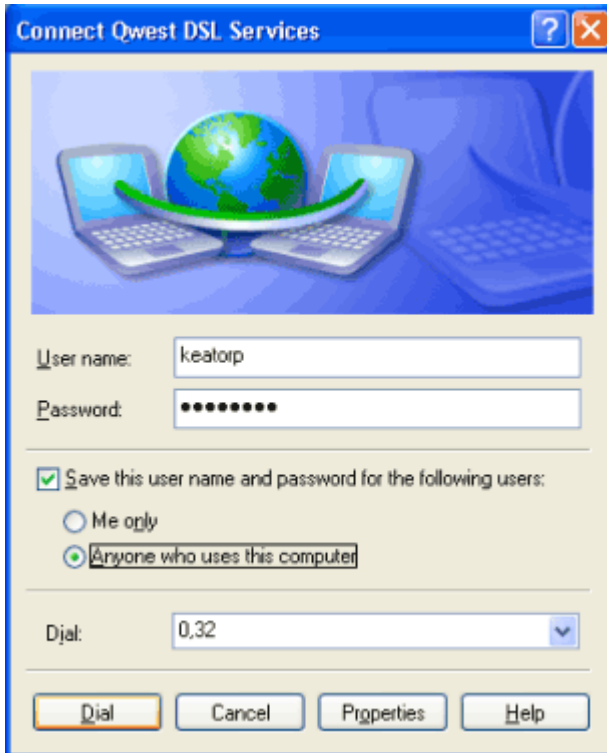 Connect Qwest DSL Services
User name: keatorp
Password: ••••••••
Save this user name and password for the following users:
Me only
Anyone who uses this computer
Dial: 0,32
Dial Cancel Properties Help